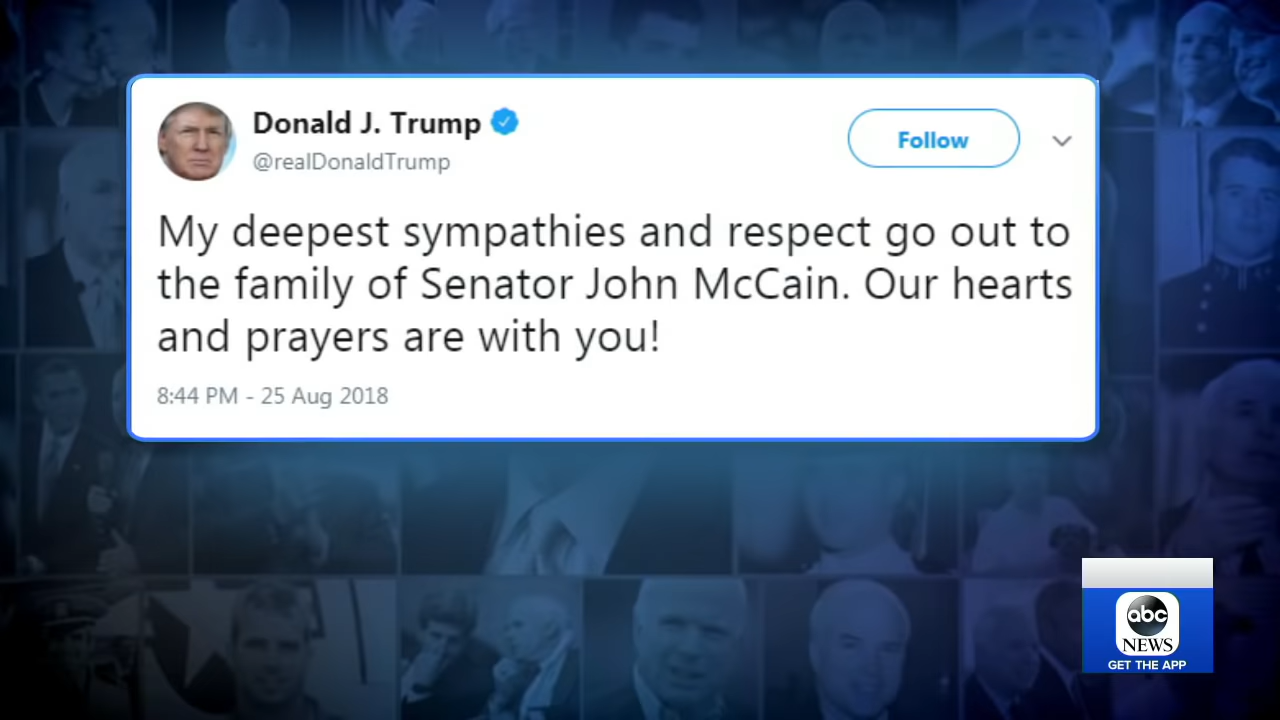 Donald J. Trump
@realDonaldTrump
Follow
My deepest sympathies and respect go out to
the family of Senator John McCain. Our hearts
and prayers are with you!
8:44 PM - 25 Aug 2018
abc
NEWS
GET THE APP